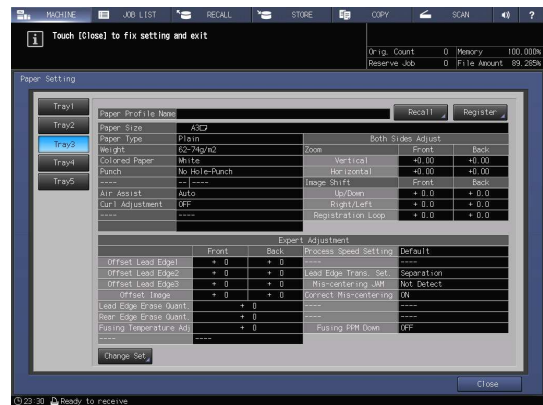 MACHINE JOB LIST RECALL STORE COPY SCAN ?
i Touch [Close] to fix setting and exit
Orig. Count 0 Memory 100.000%
Reserve Job 0 File Amount 89.285%
Paper Setting
Tray1
Tray2
Tray3
Tray4
Tray5
Paper Profile Name Recall Register
Paper Size A3
Paper Type Plain Both Sides Adjust
Weight 62-74g/m2 Zoom Front Back
Colored Paper White Vertical +0.00 +0.00
Punch No Hole-Punch Horizontal +0.00 +0.00
---- -- ---- Image Shift Front Back
Air Assist Auto Up/Down + 0.0 + 0.0
Curl Adjustment OFF Right/Left + 0.0 + 0.0
---- ---- Registration Loop + 0.0 + 0.0
Expert Adjustment
Front Back Process Speed Setting Default
Offset Lead Edge1 + 0 + 0 ---- ----
Offset Lead Edge2 + 0 + 0 Lead Edge Trans. Set. Separation
Offset Lead Edge3 + 0 + 0 Mis-centering JAM Not Detect
Offset Image + 0 + 0 Correct Mis-centering ON
Lead Edge Erase Quant. + 0 ---- ----
Rear Edge Erase Quant. + 0 ---- ----
Fusing Temperature Adj + 0 Fusing PPM Down OFF
---- ----
Change Set
Close
23:30 Ready to receive